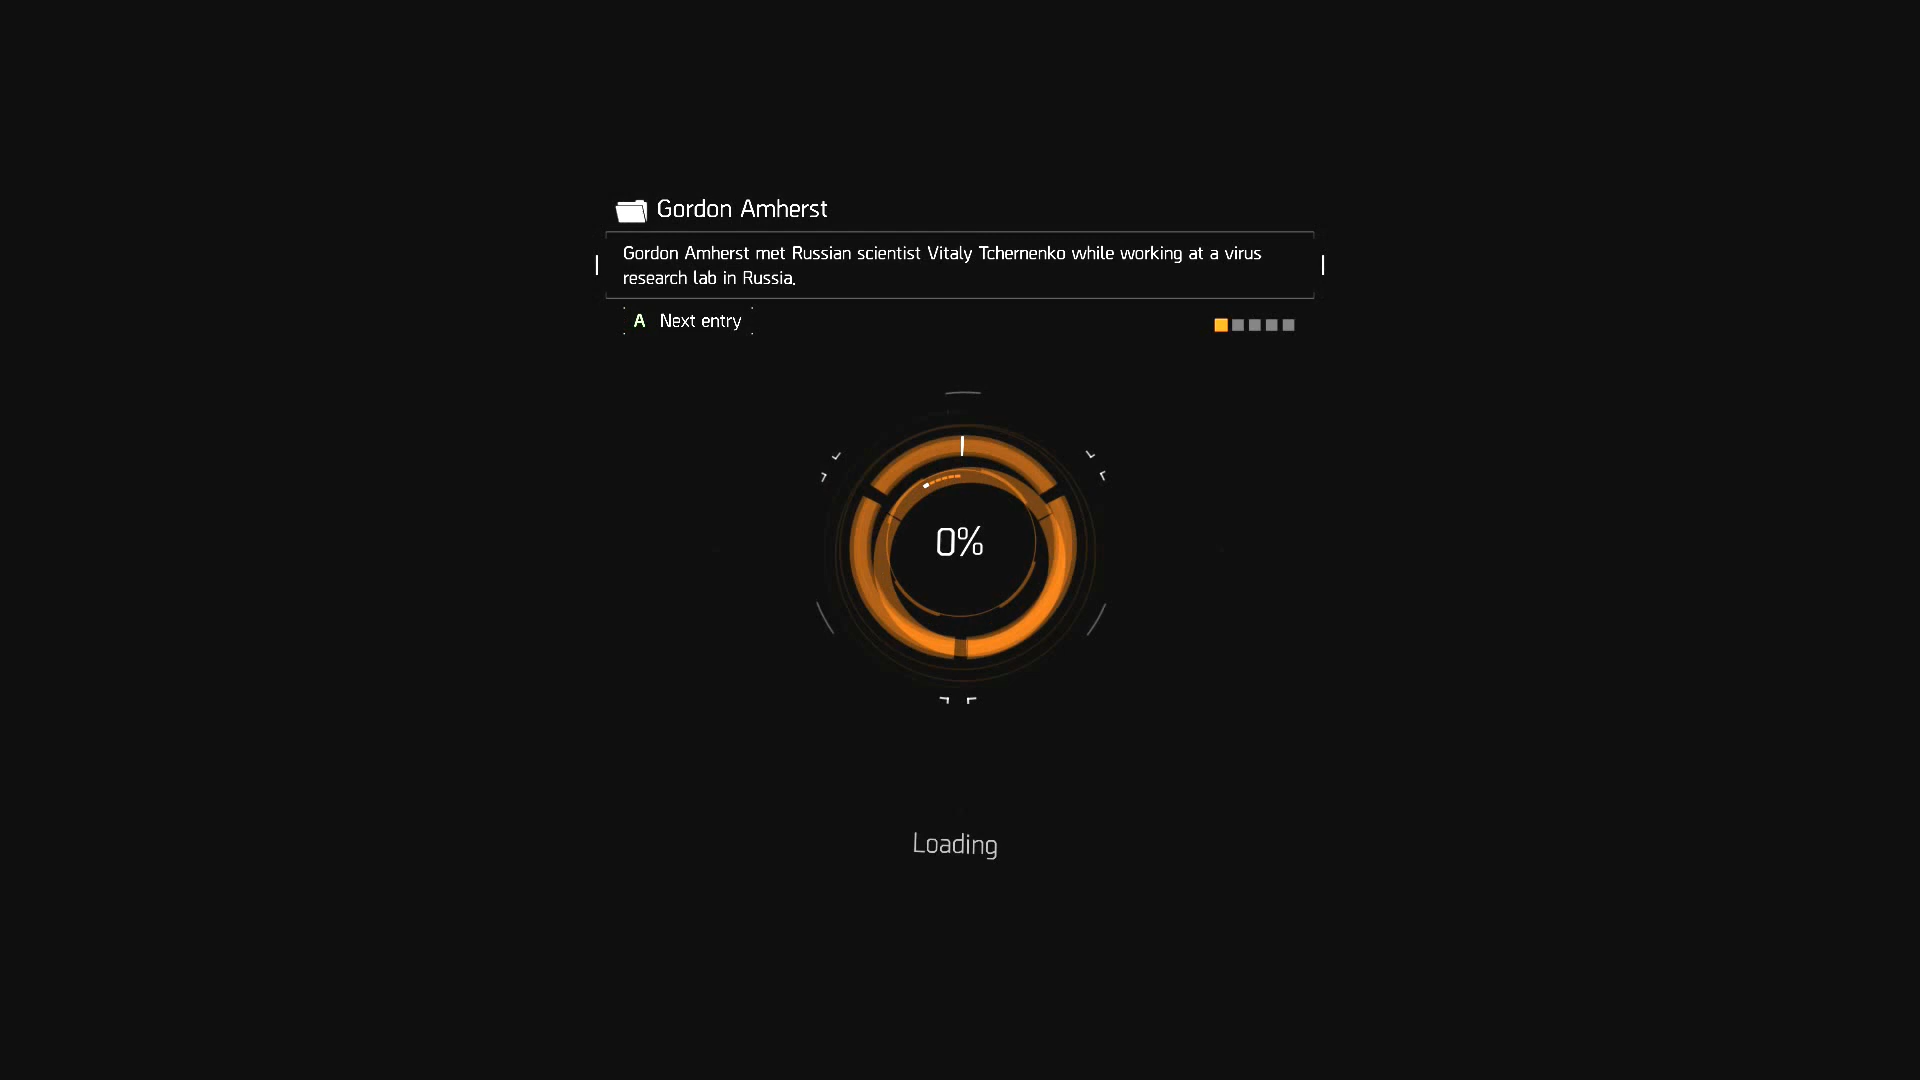 Gordon Amherst
Gordon Amherst met Russian scientist Vitaly Tchernenko while working at a virus
research lab in Russia.
A Next entry
0%
Loading